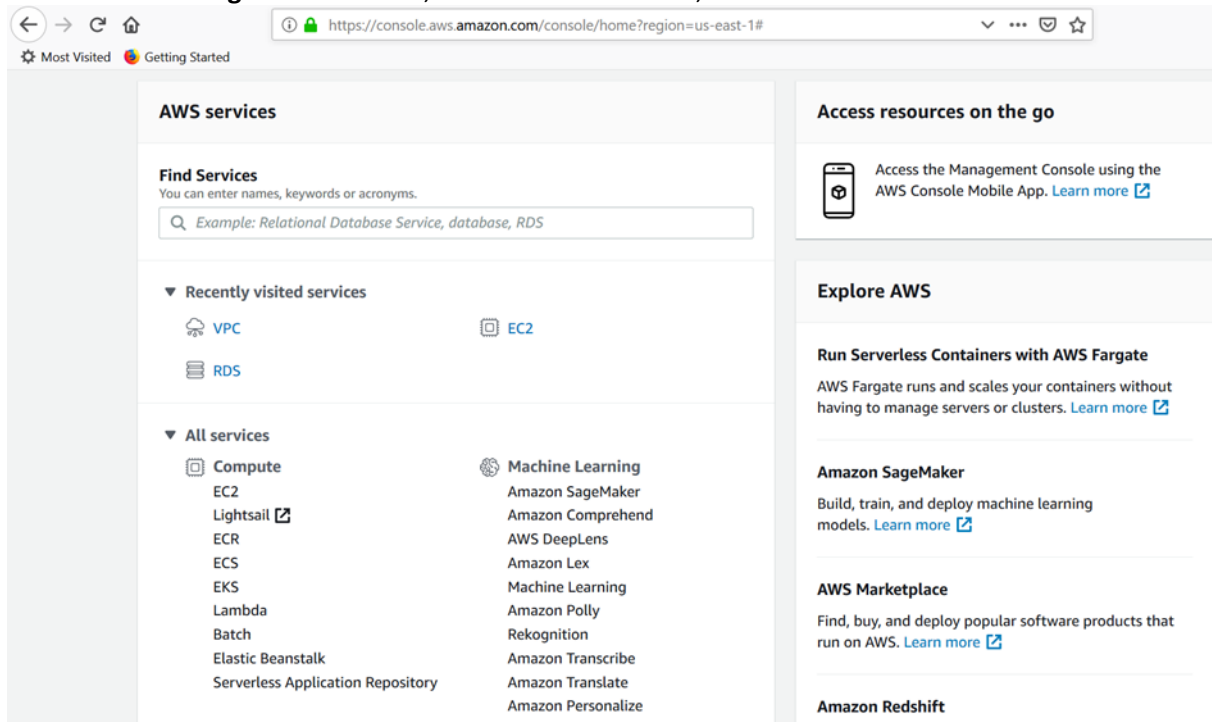 https://console.aws.amazon.com/console/home?region=us-east-1#
Most Visited
Getting Started
AWS services
Find Services
You can enter names, keywords or acronyms.
Example: Relational Database Service, database, RDS
Recently visited services
VPC
EC2
RDS
All services
Compute
EC2
Lightsail
ECR
ECS
EKS
Lambda
Batch
Elastic Beanstalk
Serverless Application Repository
Machine Learning
Amazon SageMaker
Amazon Comprehend
AWS DeepLens
Amazon Lex
Machine Learning
Amazon Polly
Rekognition
Amazon Transcribe
Amazon Translate
Amazon Personalize
Access resources on the go
Access the Management Console using the
AWS Console Mobile App. Learn more
Explore AWS
Run Serverless Containers with AWS Fargate
AWS Fargate runs and scales your containers without
having to manage servers or clusters. Learn more
Amazon SageMaker
Build, train, and deploy machine learning
models. Learn more
AWS Marketplace
Find, buy, and deploy popular software products that
run on AWS. Learn more
Amazon Redshift